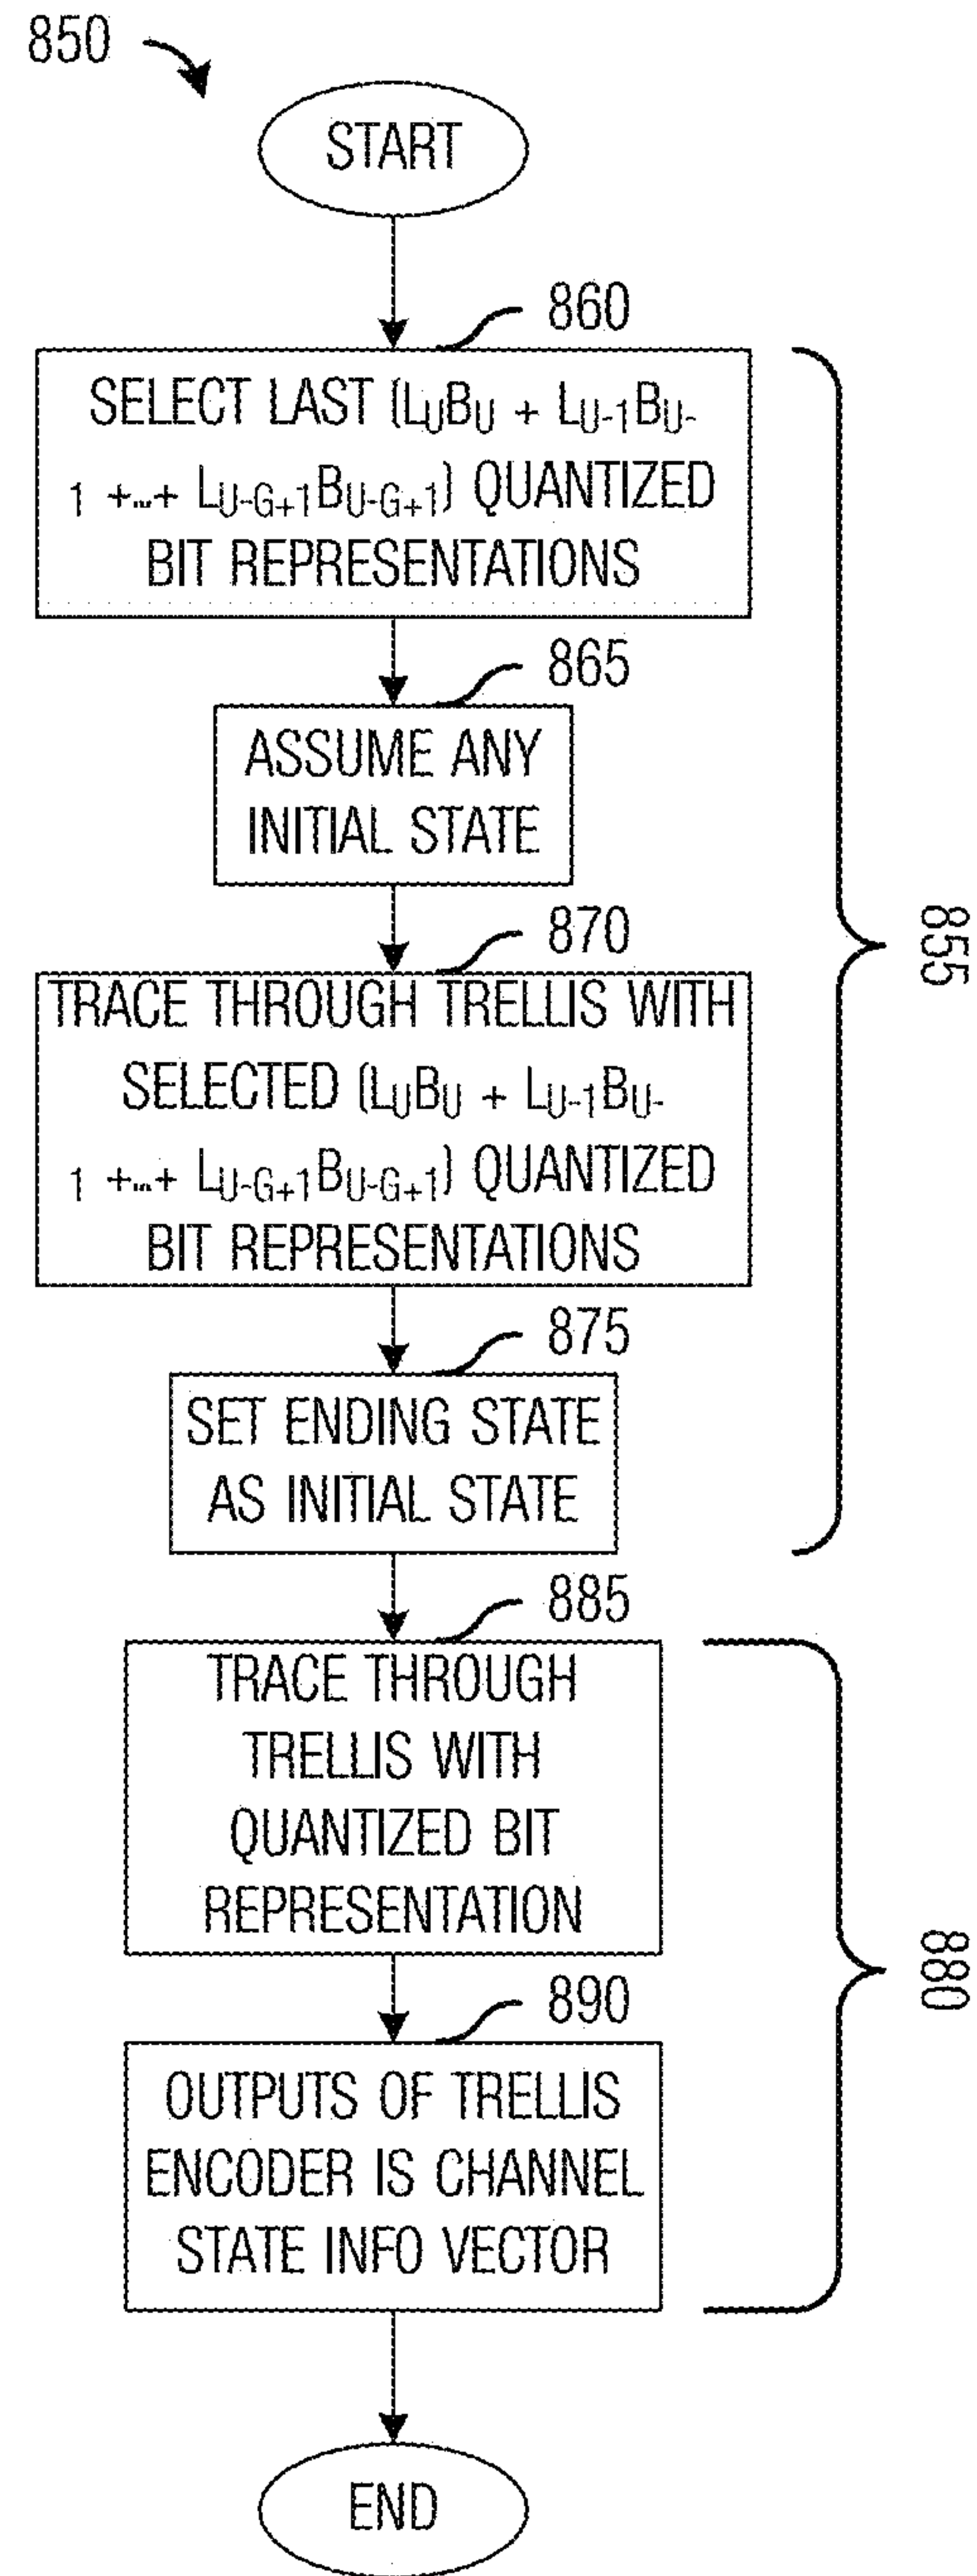 850
START
860
SELECT LAST (LUBU + LU-1BU-
1 +...+ LU-G+1BU-G+1) QUANTIZED
BIT REPRESENTATIONS
865
ASSUME ANY
INITIAL STATE
870
TRACE THROUGH TRELLIS WITH
SELECTED (LUBU + LU-1BU-
1 +...+ LU-G+1BU-G+1) QUANTIZED
BIT REPRESENTATIONS
875
SET ENDING STATE
AS INITIAL STATE
855
885
TRACE THROUGH
TRELLIS WITH
QUANTIZED BIT
REPRESENTATION
890
OUTPUTS OF TRELLIS
ENCODER IS CHANNEL
STATE INFO VECTOR
880
END